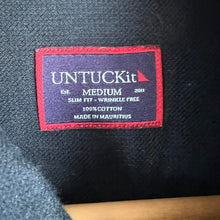 UNTUCKit
EST. MEDIUM 2011
SLIM FIT - WRINKLE FREE
100% COTTON
MADE IN MAURITIUS